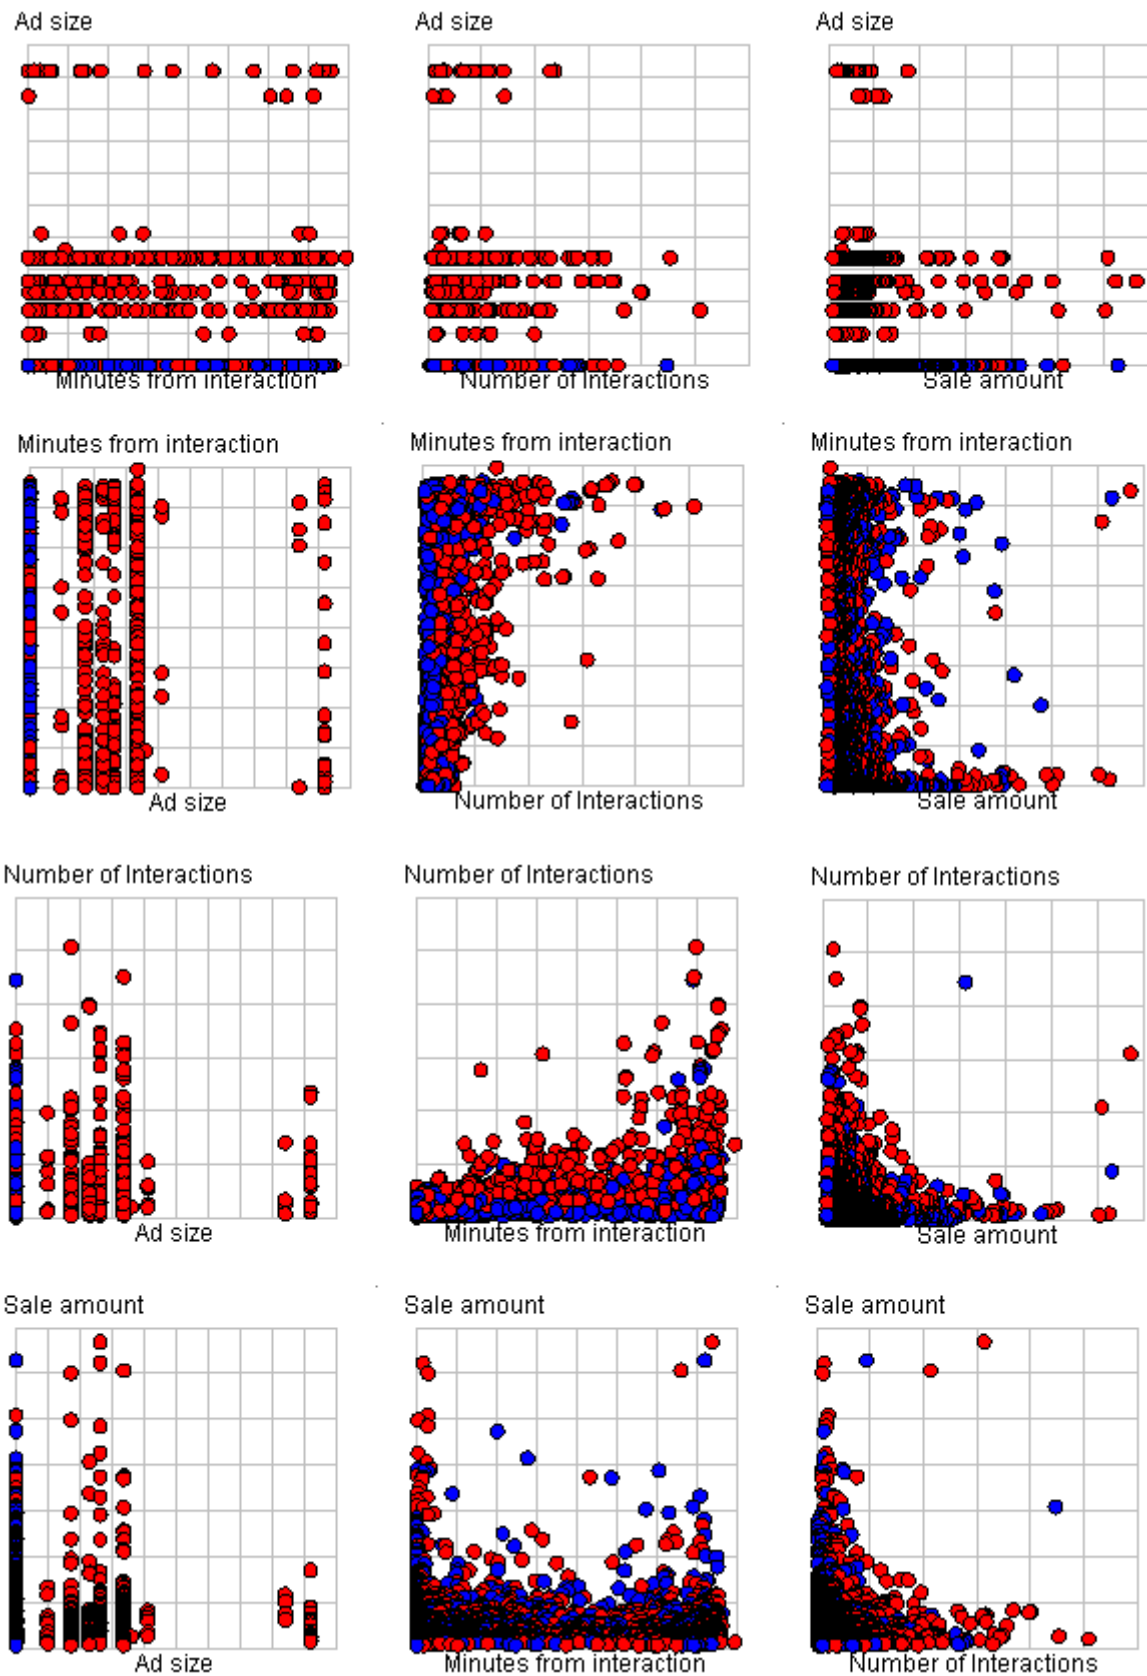 Ad size
Ad size
Ad size
Minutes from interaction
Number of Interactions
Sale amount
Minutes from interaction
Minutes from interaction
Minutes from interaction
Ad size
Number of Interactions
Sale amount
Number of Interactions
Number of Interactions
Number of Interactions
Ad size
Minutes from interaction
Sale amount
Sale amount
Sale amount
Sale amount
Ad size
Minutes from interaction
Number of Interactions